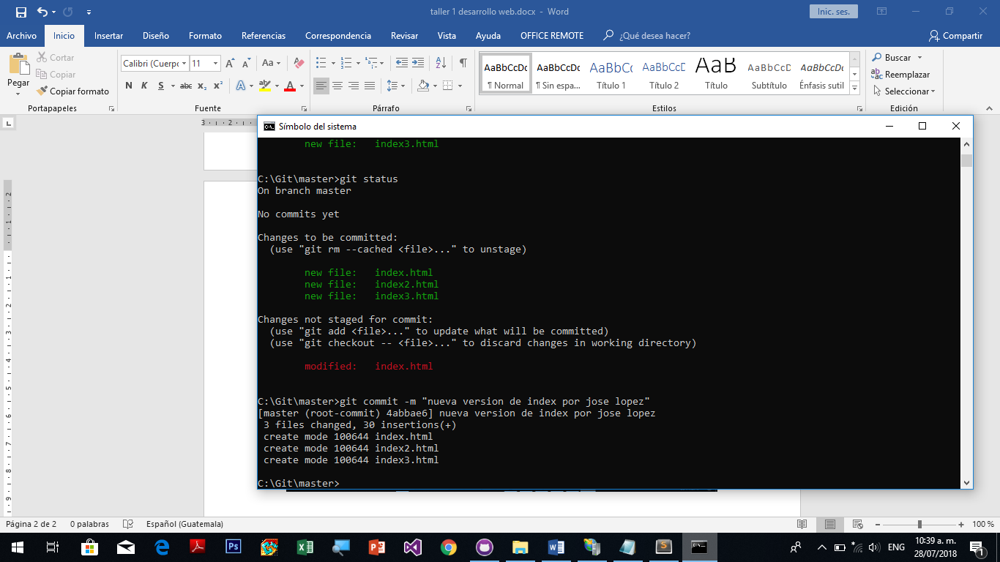 taller 1 desarrollo web.docx - Word
Inic. ses.
Archivo Inicio Insertar Diseño Formato Referencias Correspondencia Revisar Vista Ayuda OFFICE REMOTE ¿Qué desea hacer? Compartir
Pegar
Cortar
Copiar
Copiar formato
Portapapeles
Calibri (Cuerpo 11
N K S abc x₂ x²
Fuente
Párrafo
AaBbCcDc AaBbCcDc AaBbCc AaBbCcD AaB AaBbCcD AaBbCcDc
¶ Normal ¶ Sin espa... Título 1 Título 2 Título Subtítulo Énfasis sutil
Estilos
Buscar
Reemplazar
Seleccionar
Edición
Símbolo del sistema
new file: index3.html
C:\Git\master>git status
On branch master
No commits yet
Changes to be committed:
(use "git rm --cached <file>..." to unstage)
new file: index.html
new file: index2.html
new file: index3.html
Changes not staged for commit:
(use "git add <file>..." to update what will be committed)
(use "git checkout -- <file>..." to discard changes in working directory)
modified: index.html
C:\Git\master>git commit -m "nueva version de index por jose lopez"
[master (root-commit) 4abbae6] nueva version de index por jose lopez
3 files changed, 30 insertions(+)
create mode 100644 index.html
create mode 100644 index2.html
create mode 100644 index3.html
C:\Git\master>
Página 2 de 2 0 palabras Español (Guatemala) 100 %
ENG
10:39 a. m.
28/07/2018